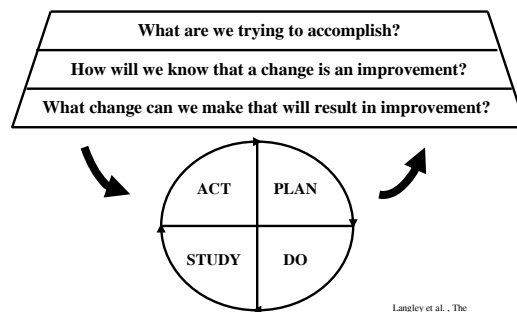 What are we trying to accomplish?
How will we know that a change is an improvement?
What change can we make that will result in improvement?
ACT PLAN
STUDY DO
Langley et al. , The